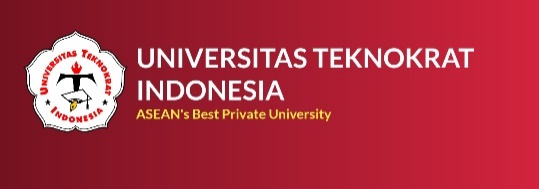 UNIVERSITAS TEKNOKRAT
INDONESIA
UNIVERSITAS TEKNOKRAT
INDONESIA
ASEAN's Best Private University